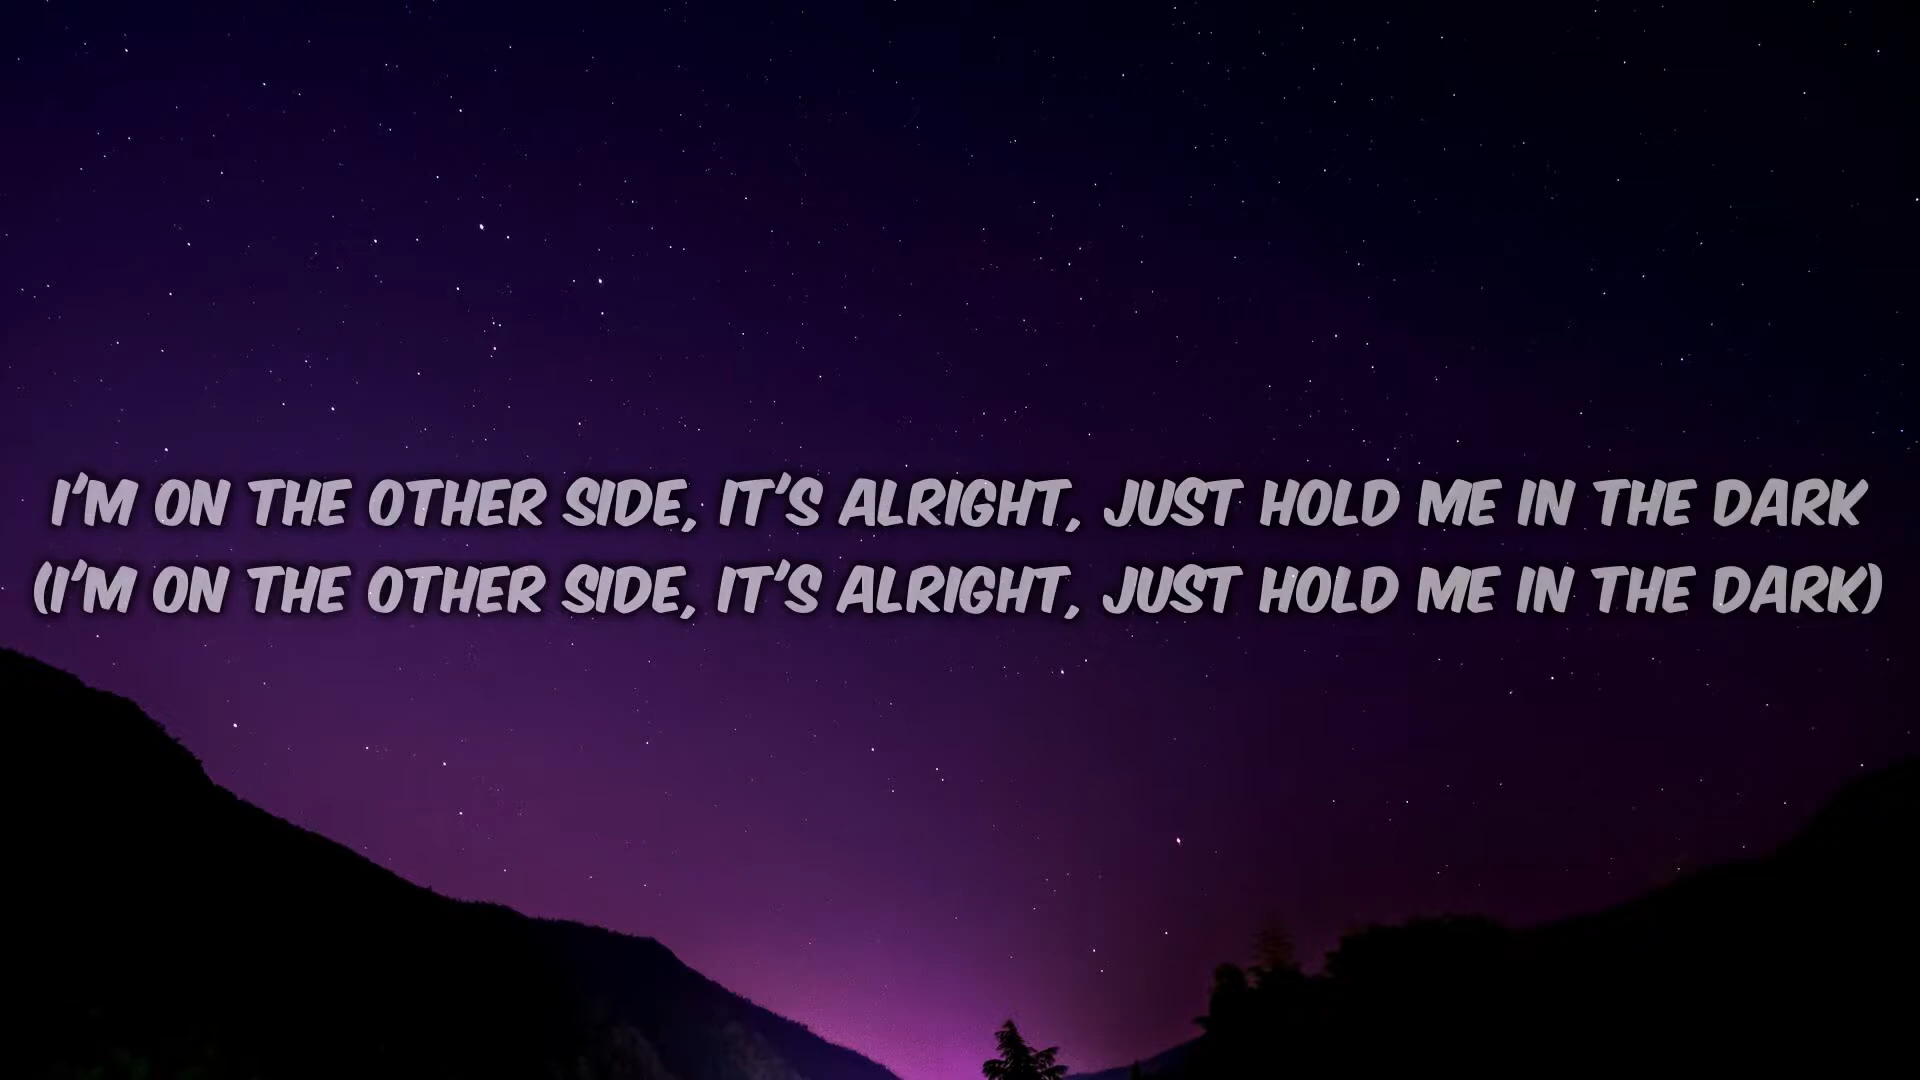 I'M ON THE OTHER SIDE, IT'S ALRIGHT, JUST HOLD ME IN THE DARK
(I'M ON THE OTHER SIDE, IT'S ALRIGHT, JUST HOLD ME IN THE DARK)